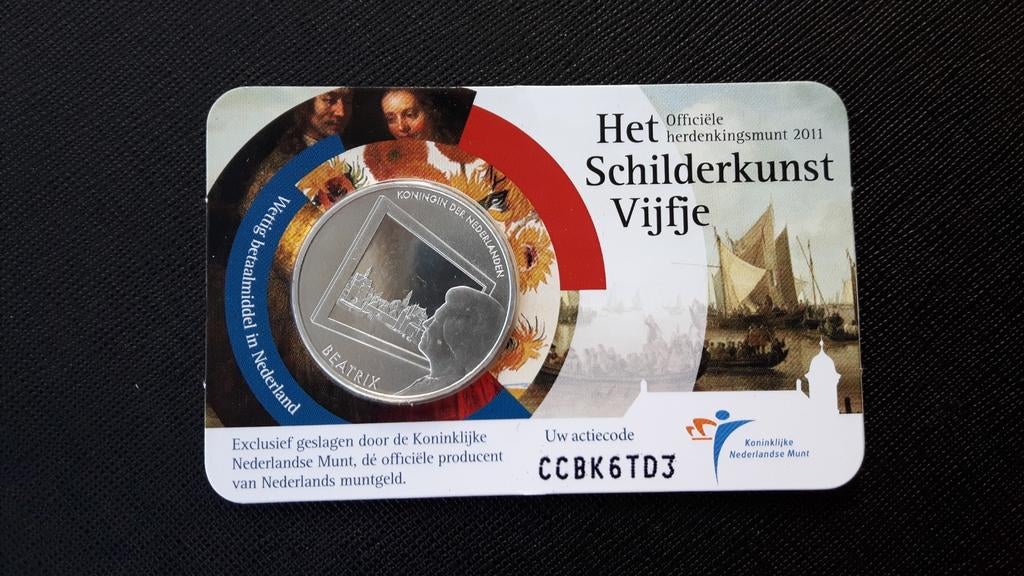 Het Officiële
herdenkingsmunt 2011
Schilderkunst
Vijfje
Wettig betaalmiddel in Nederland
KONINGIN DER NEDERLANDEN
BEATRIX
Exclusief geslagen door de Koninklijke
Nederlandse Munt, dé officiële producent
van Nederlands muntgeld.
Uw actiecode
CCBK6TD3
Koninklijke
Nederlandse Munt